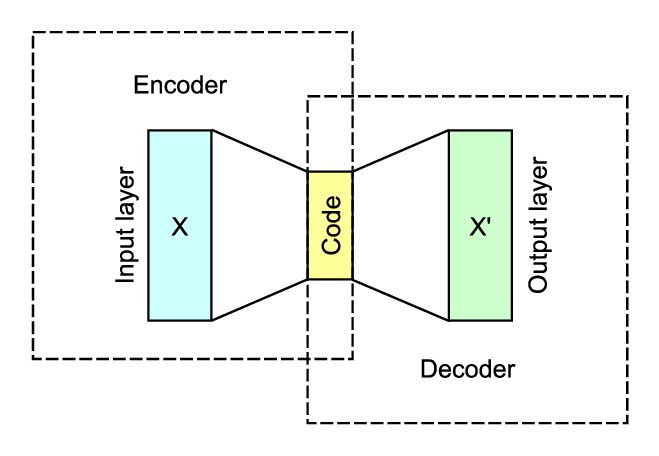 Encoder
Input layer
X
Code
X'
Output layer
Decoder